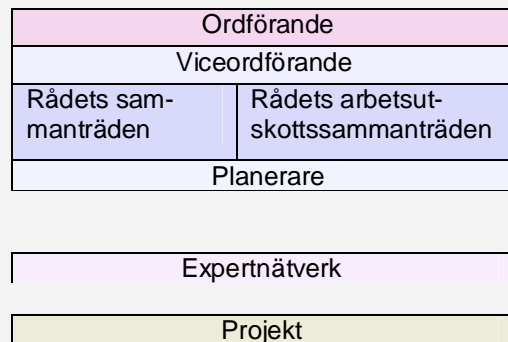 Ordförande
Viceordförande
Rådets sam-
manträden
Rådets arbetsut-
skottssammanträden
Planerare
Expertnätverk
Projekt